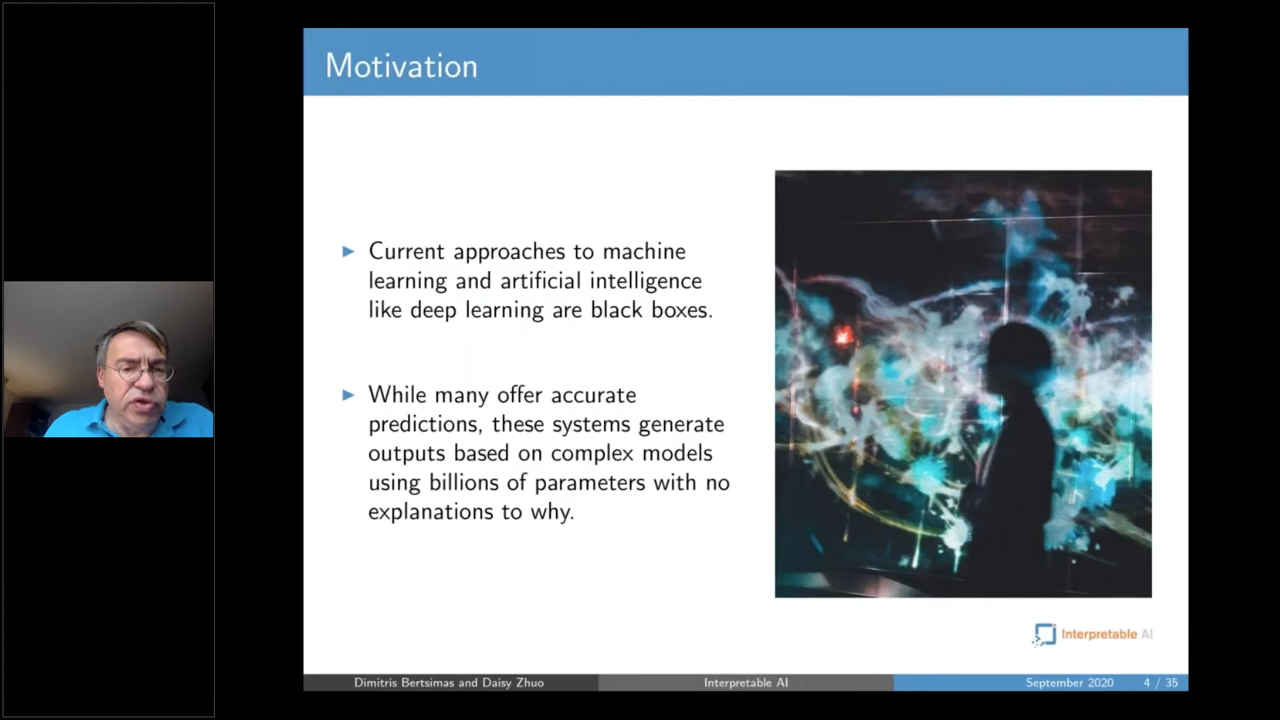 Motivation
Current approaches to machine
learning and artificial intelligence
like deep learning are black boxes.
While many offer accurate
predictions, these systems generate
outputs based on complex models
using billions of parameters with no
explanations to why.
Interpretable AI
Dimitris Bertsimas and Daisy Zhuo
Interpretable AI
September 2020 4 / 35